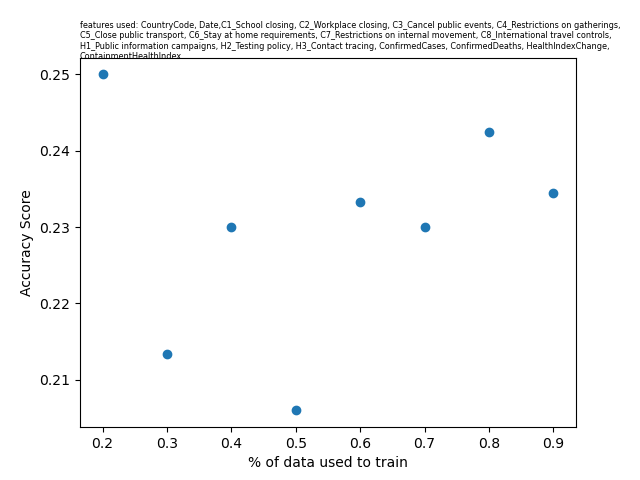 features used: CountryCode, Date,C1_School closing, C2_Workplace closing, C3_Cancel public events, C4_Restrictions on gatherings,
C5_Close public transport, C6_Stay at home requirements, C7_Restrictions on internal movement, C8_International travel controls,
H1_Public information campaigns, H2_Testing policy, H3_Contact tracing, ConfirmedCases, ConfirmedDeaths, HealthIndexChange,
ContainmentHealthIndex
0.25
0.24
0.23
0.22
0.21
Accuracy Score
0.2 0.3 0.4 0.5 0.6 0.7 0.8 0.9
% of data used to train